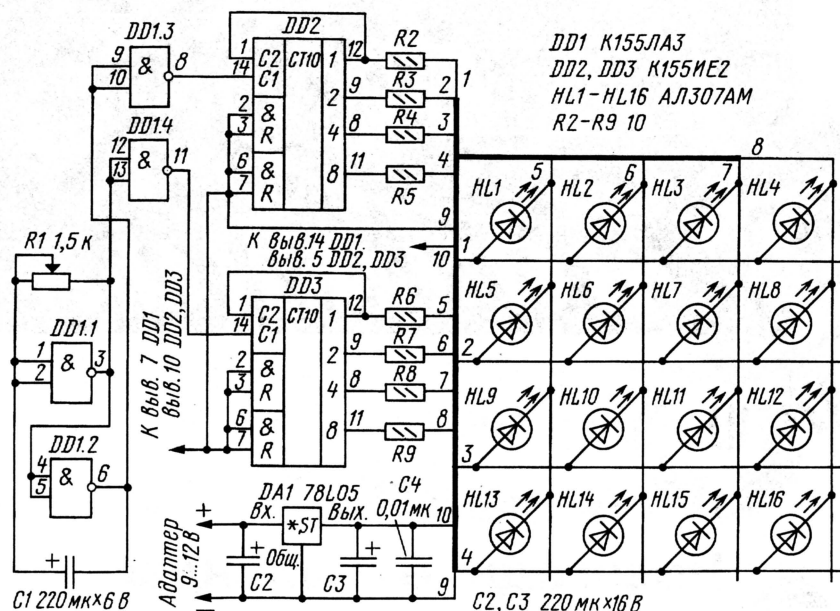 DD1 К155ЛА3
DD2, DD3 К155ИЕ2
HL1-HL16 АЛ307АМ
R2-R9 10
DD1.3
9
10
&
8
DD1.4
12
13
&
11
R1 1,5 к
DD1.1
1
2
&
3
DD1.2
4
5
&
6
+
C1 220 мк×6 В
DD2
1
14
C2
C1
СТ10
2
3
&
R
6
7
&
R
1
2
4
8
12
9
8
11
R2
R3
R4
R5
1
2
3
4
9
К выв. 14 DD1.
Выв. 5 DD2, DD3
10
DD3
1
14
C2
C1
СТ10
2
3
&
R
6
7
&
R
1
2
4
8
12
9
8
11
R6
R7
R8
R9
5
6
7
8
К выв. 7 DD1
Выв. 10 DD2, DD3
DA1 78L05
Вх.
*,ST
Вых.
Общ.
Адаптер
9...12 В
+
−
+
C2
+
C3
C4
0,01 мк
10
9
5
6
7
8
HL1
HL2
HL3
HL4
1
HL5
HL6
HL7
HL8
2
HL9
HL10
HL11
HL12
3
HL13
HL14
HL15
HL16
4
C2, C3 220 мк×16 В